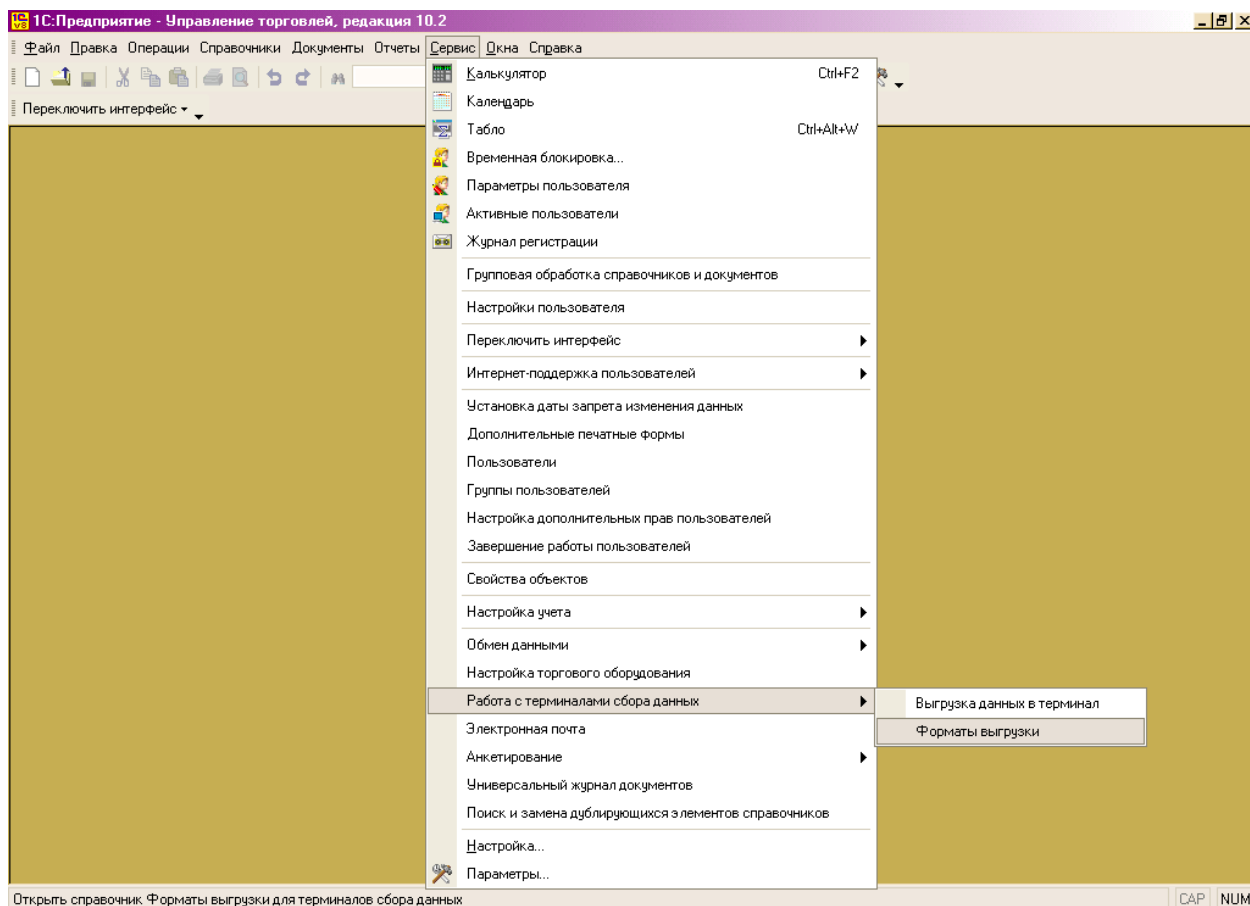 1С:Предприятие - Управление торговлей, редакция 10.2
Файл Правка Операции Справочники Документы Отчеты Сервис Окна Справка
Переключить интерфейс
Калькулятор Ctrl+F2
Календарь
Табло Ctrl+Alt+W
Временная блокировка...
Параметры пользователя
Активные пользователи
Журнал регистрации
Групповая обработка справочников и документов
Настройки пользователя
Переключить интерфейс
Интернет-поддержка пользователей
Установка даты запрета изменения данных
Дополнительные печатные формы
Пользователи
Группы пользователей
Настройка дополнительных прав пользователей
Завершение работы пользователей
Свойства объектов
Настройка учета
Обмен данными
Настройка торгового оборудования
Работа с терминалами сбора данных
Выгрузка данных в терминал
Форматы выгрузки
Электронная почта
Анкетирование
Универсальный журнал документов
Поиск и замена дублирующихся элементов справочников
Настройка...
Параметры...
Открыть справочник Форматы выгрузки для терминалов сбора данных CAP NUM